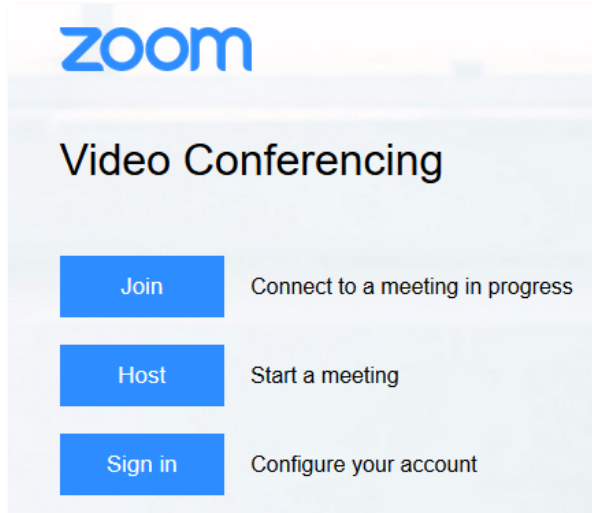 zoom
Video Conferencing
Join Connect to a meeting in progress
Host Start a meeting
Sign in Configure your account